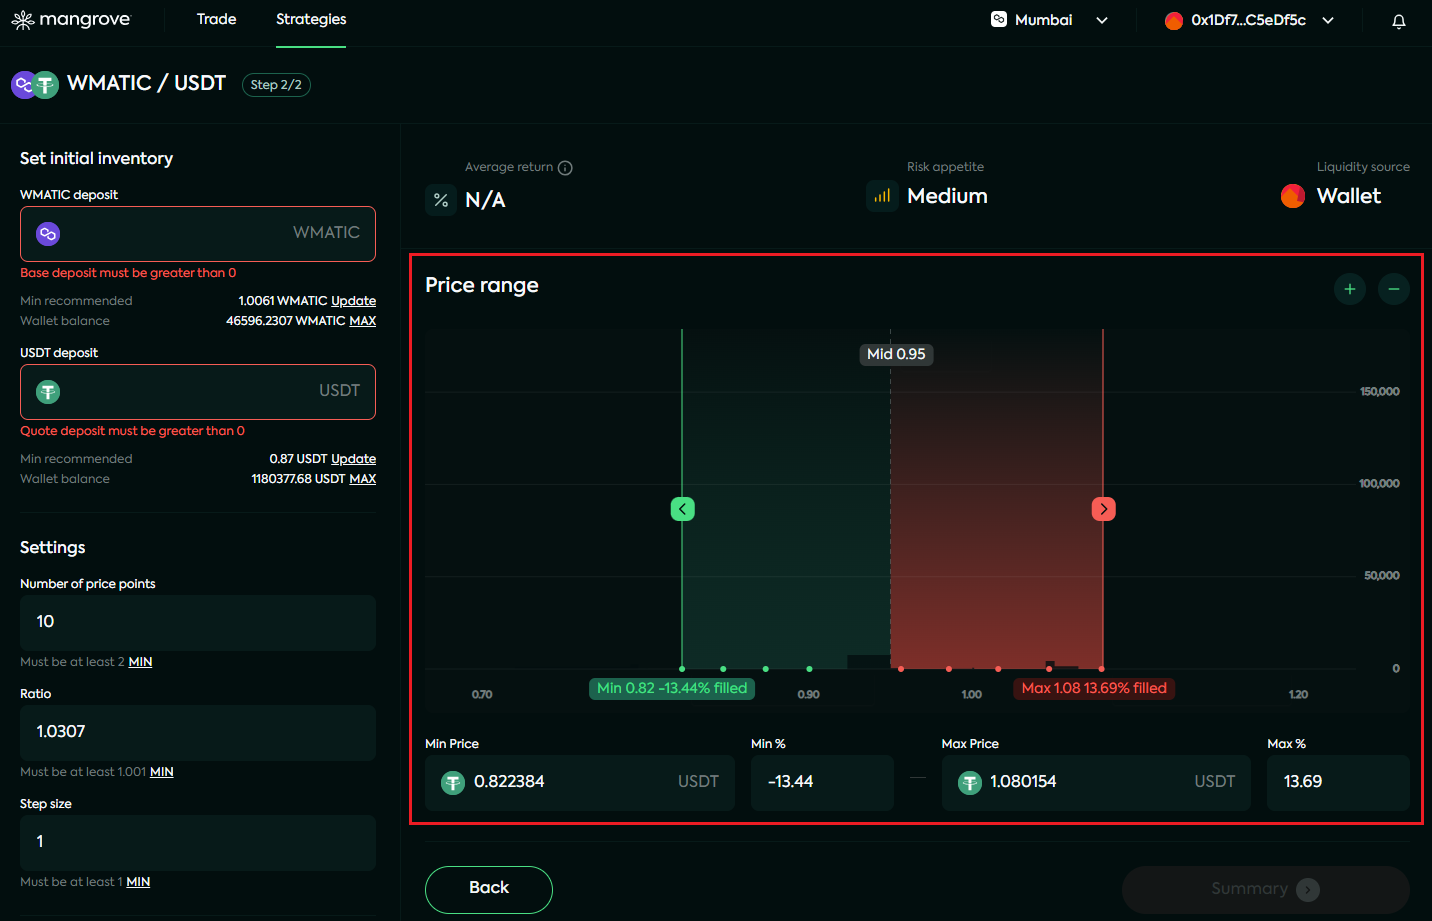 mangrove
Trade
Strategies
Mumbai
0x1Df7...C5eDf5c
WMATIC / USDT
Step 2/2
Set initial inventory
WMATIC deposit
WMATIC
Base deposit must be greater than 0
Min recommended 1.0061 WMATIC Update
Wallet balance 46596.2307 WMATIC MAX
USDT deposit
USDT
Quote deposit must be greater than 0
Min recommended 0.87 USDT Update
Wallet balance 1180377.68 USDT MAX
Settings
Number of price points
10
Must be at least 2 MIN
Ratio
1.0307
Must be at least 1.001 MIN
Step size
1
Must be at least 1 MIN
Average return
% N/A
Risk appetite
Medium
Liquidity source
Wallet
Price range
+ −
Mid 0.95
150,000
100,000
50,000
0
0.70
Min 0.82 -13.44% filled
0.90
1.00
Max 1.08 13.69% filled
1.20
Min Price
0.822384 USDT
Min %
-13.44
Max Price
1.080154 USDT
Max %
13.69
Back
Summary